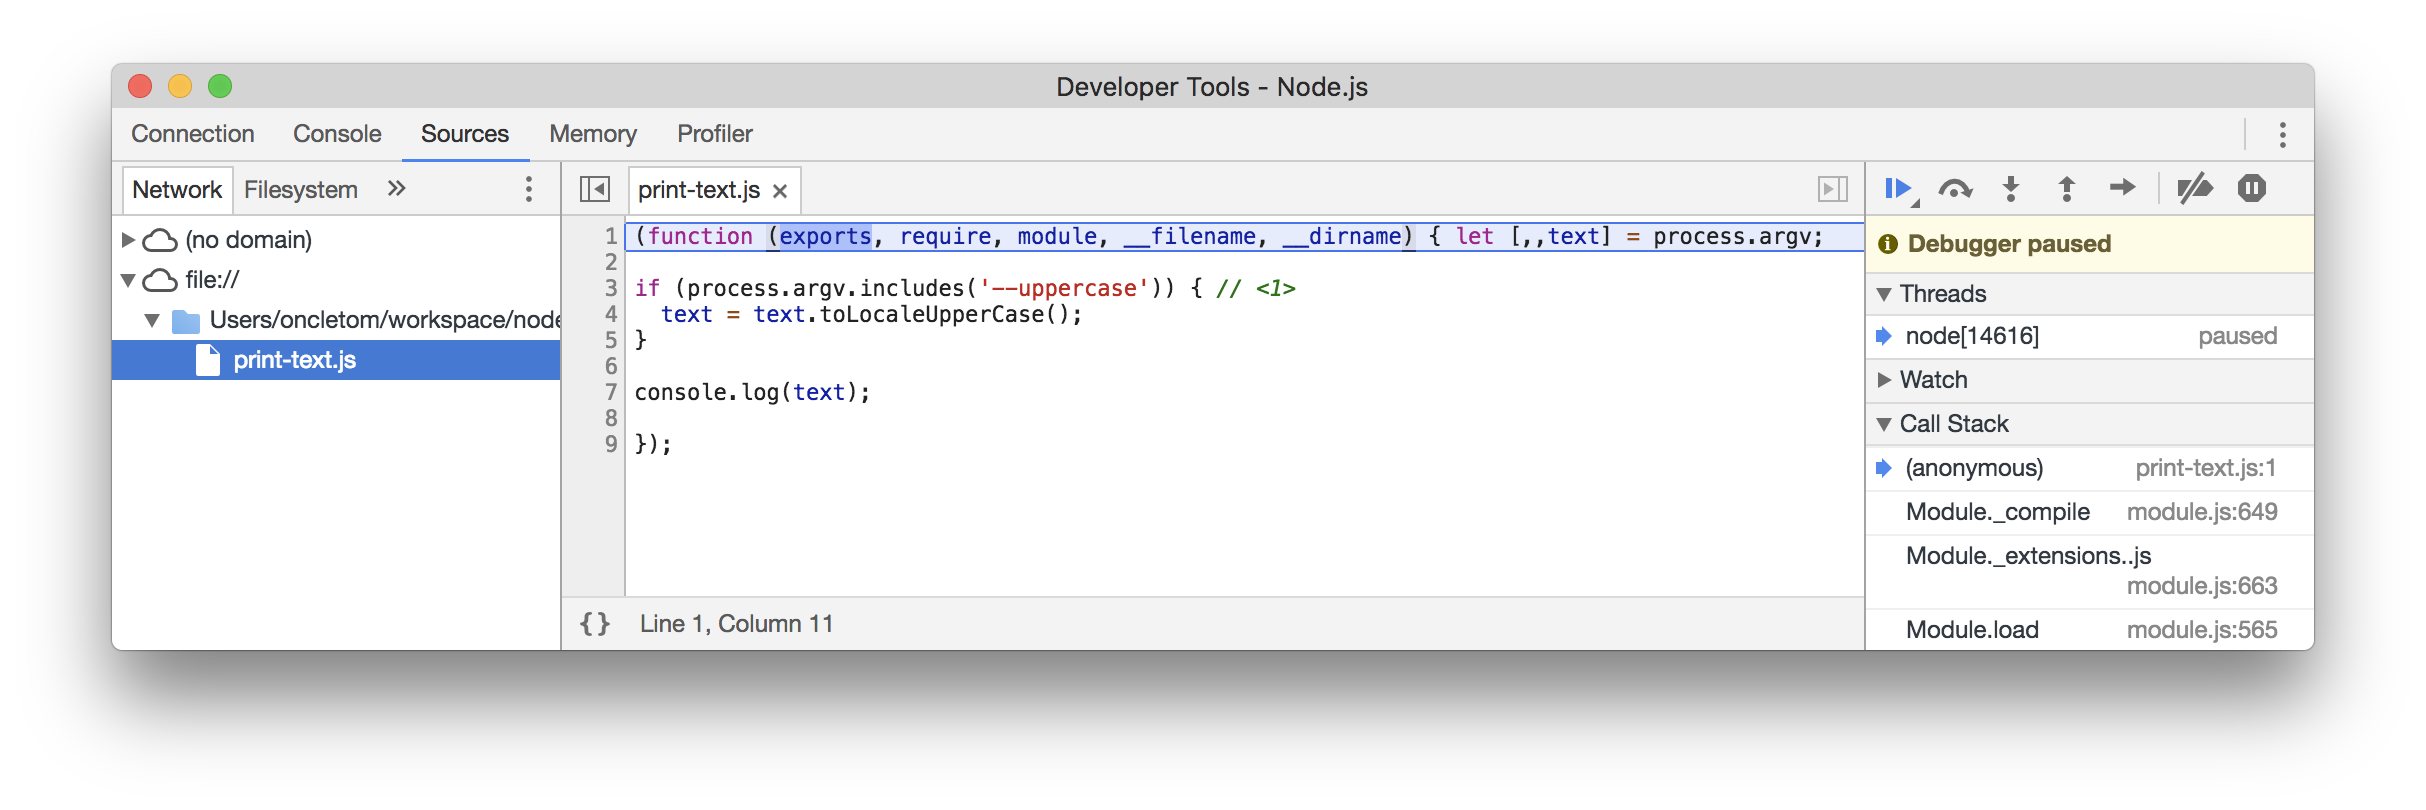 Developer Tools - Node.js
Connection Console Sources Memory Profiler
Network Filesystem »
(no domain)
file://
Users/oncletom/workspace/node
print-text.js
print-text.js ×
1 (function (exports, require, module, __filename, __dirname) { let [,,text] = process.argv;
2
3 if (process.argv.includes('--uppercase')) { // <1>
4   text = text.toLocaleUpperCase();
5 }
6
7 console.log(text);
8
9 });
{} Line 1, Column 11
Debugger paused
Threads
node[14616] paused
Watch
Call Stack
(anonymous) print-text.js:1
Module._compile module.js:649
Module._extensions..js
module.js:663
Module.load module.js:565